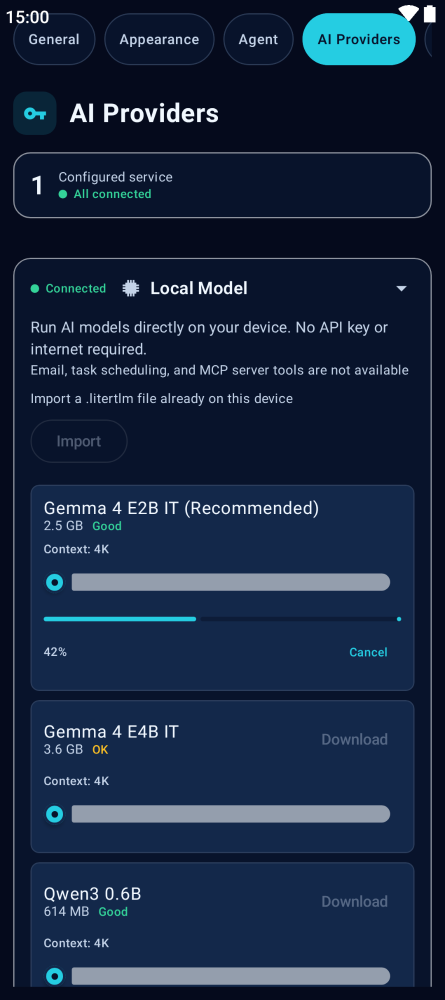 15:00
General
Appearance
Agent
AI Providers
AI Providers
1
Configured service
All connected
Connected
Local Model
Run AI models directly on your device. No API key or
internet required.
Email, task scheduling, and MCP server tools are not available
Import a .litertlm file already on this device
Import
Gemma 4 E2B IT (Recommended)
2.5 GB Good
Context: 4K
42%
Cancel
Gemma 4 E4B IT
3.6 GB OK
Download
Context: 4K
Qwen3 0.6B
614 MB Good
Download
Context: 4K